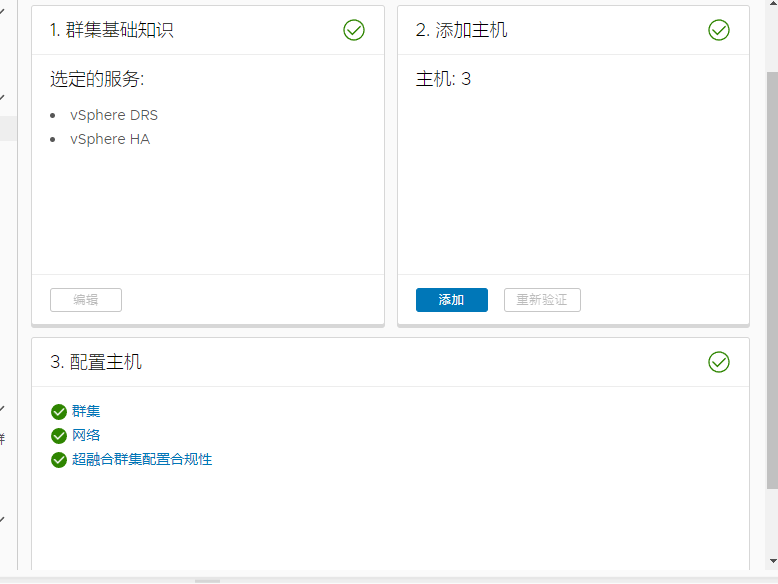 1. 群集基础知识
选定的服务:
vSphere DRS
vSphere HA
编辑
2. 添加主机
主机: 3
添加
重新验证
3. 配置主机
群集
网络
超融合群集配置合规性